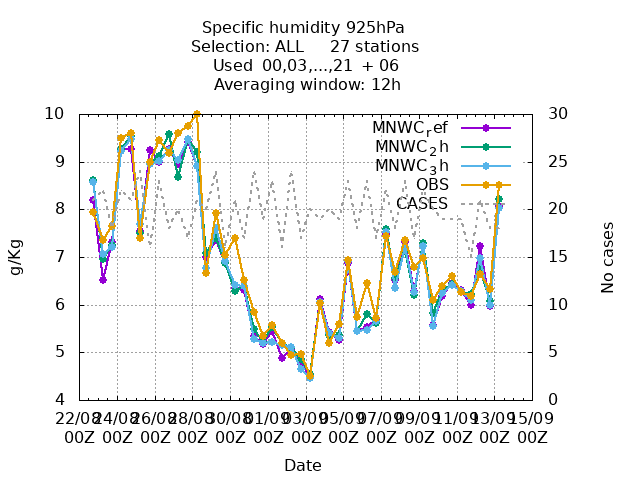 Specific humidity 925hPa
Selection: ALL 27 stations
Used 00,03,...,21 + 06
Averaging window: 12h
10
9
8
7
6
5
4
g/Kg
30
25
20
15
10
5
0
No cases
MNWCref
MNWC2h
MNWC3h
OBS
CASES
22/08 24/08 26/08 28/08 30/08 01/09 03/09 05/09 07/09 09/09 11/09 13/09 15/09
00Z 00Z 00Z 00Z 00Z 00Z 00Z 00Z 00Z 00Z 00Z 00Z 00Z
Date